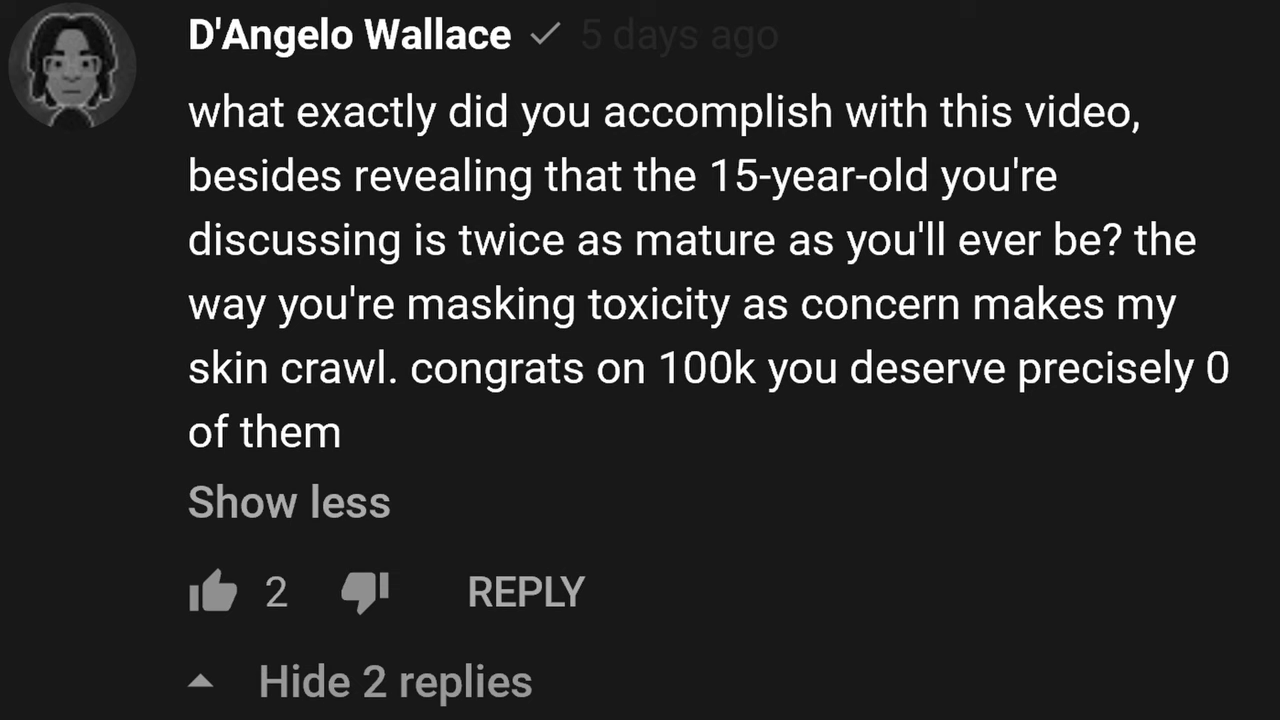 D'Angelo Wallace ✓ 5 days ago
what exactly did you accomplish with this video,
besides revealing that the 15-year-old you're
discussing is twice as mature as you'll ever be? the
way you're masking toxicity as concern makes my
skin crawl. congrats on 100k you deserve precisely 0
of them
Show less
2 REPLY
Hide 2 replies